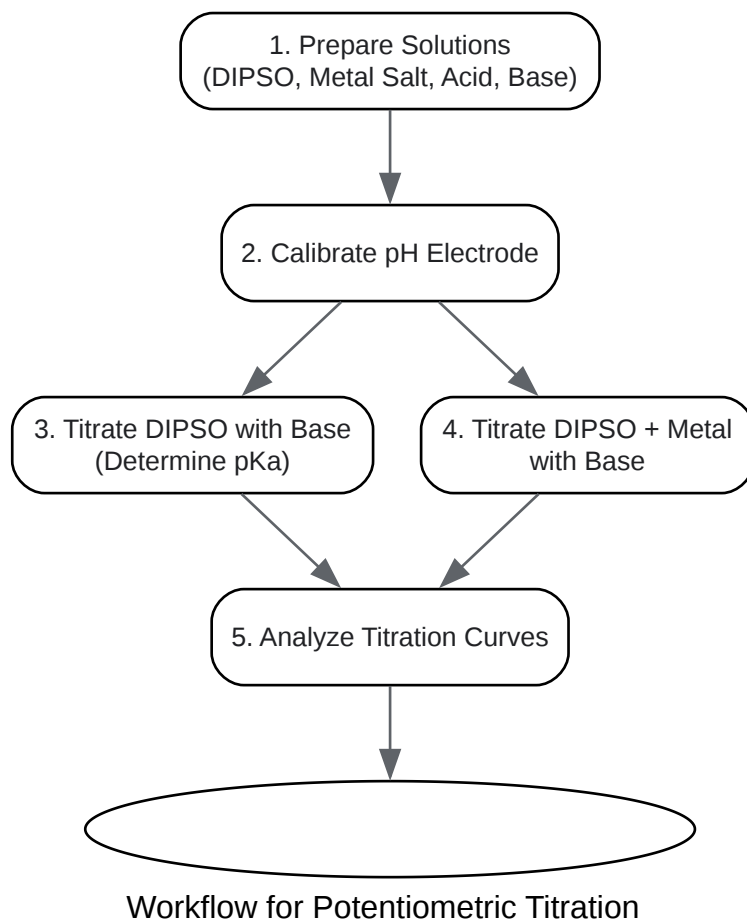 1. Prepare Solutions
(DIPSO, Metal Salt, Acid, Base)
2. Calibrate pH Electrode
3. Titrate DIPSO with Base
(Determine pKa)
4. Titrate DIPSO + Metal
with Base
5. Analyze Titration Curves
Workflow for Potentiometric Titration